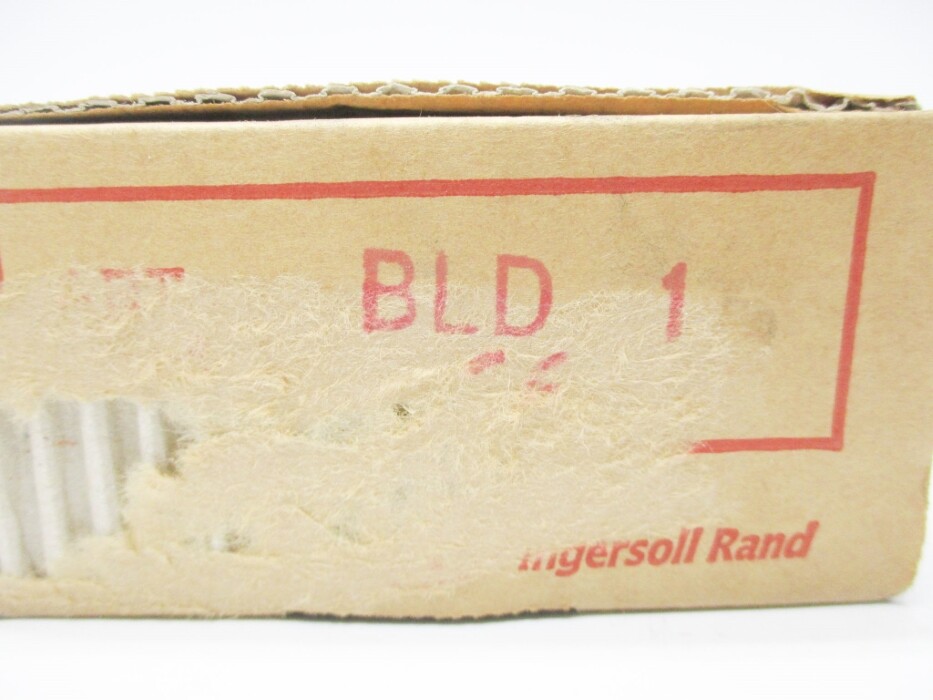 BLD 1
Ingersoll Rand